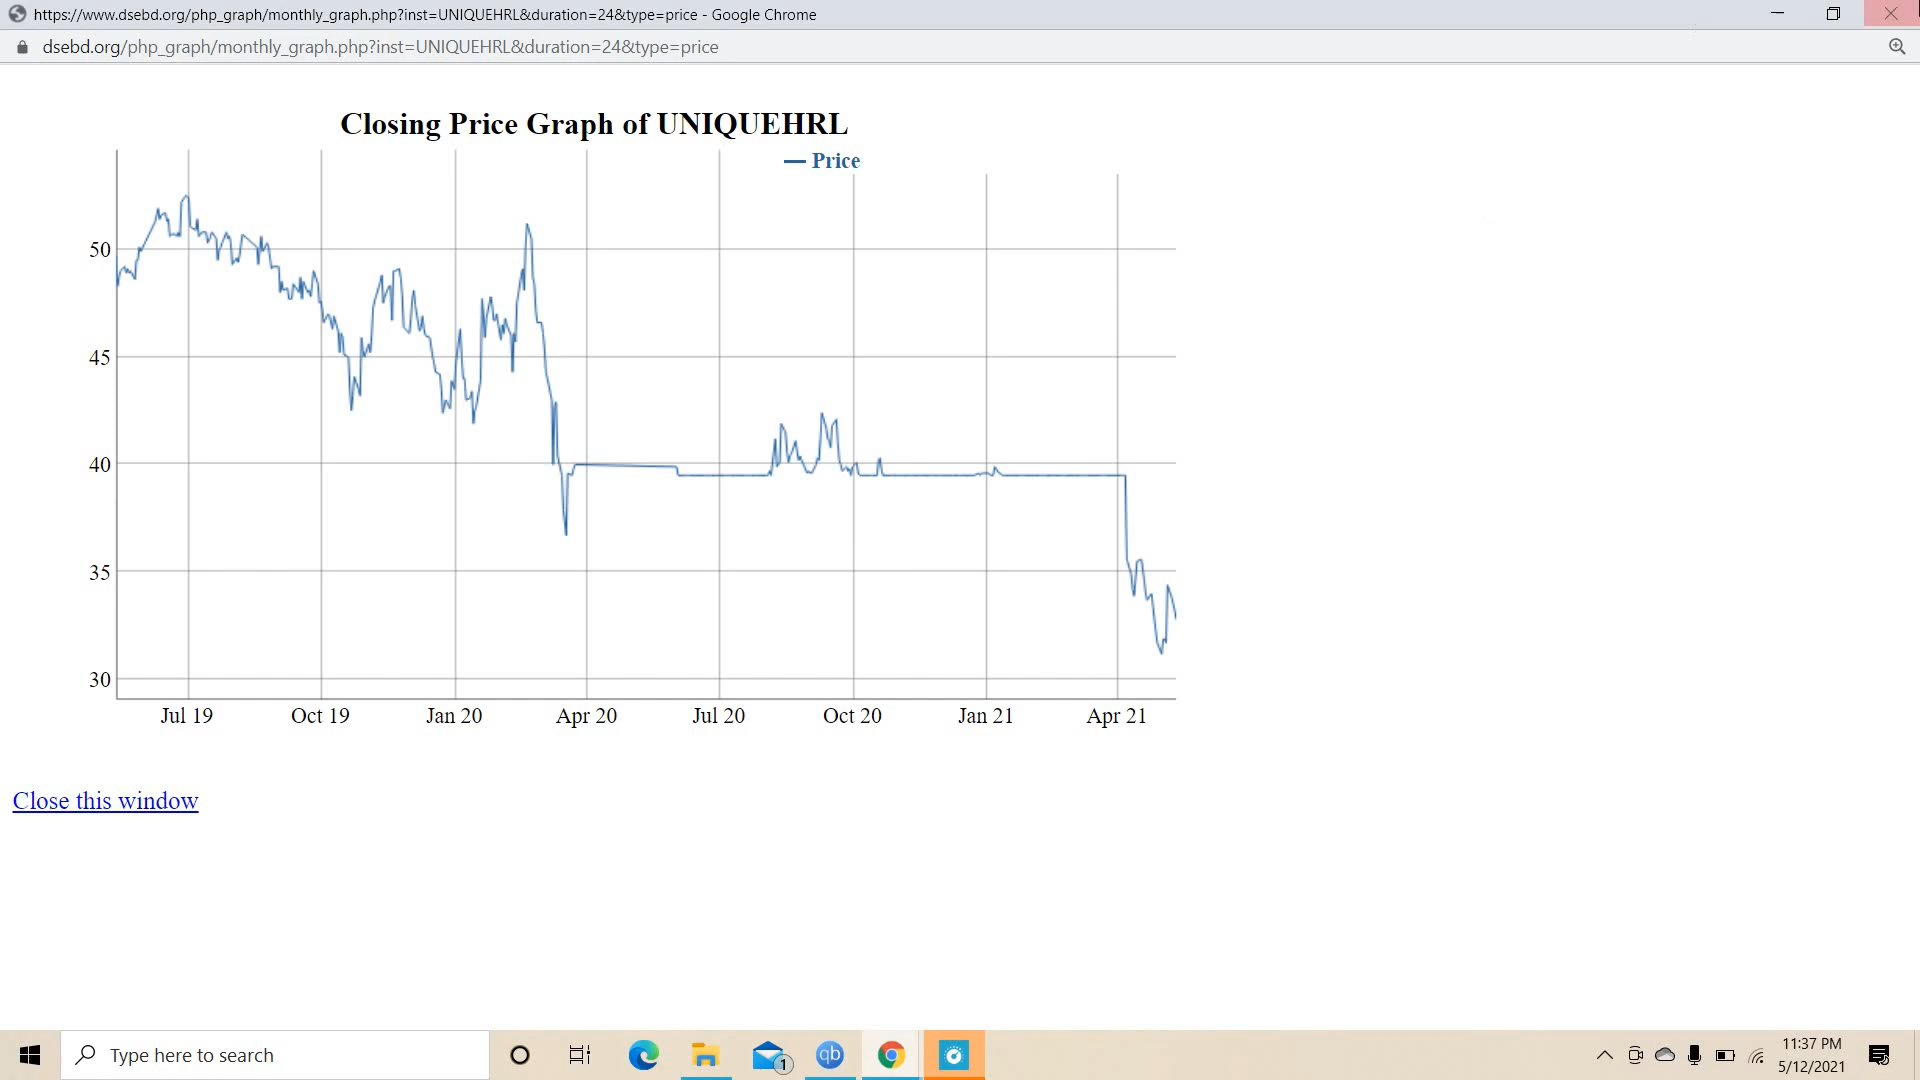 https://www.dsebd.org/php_graph/monthly_graph.php?inst=UNIQUEHRL&duration=24&type=price - Google Chrome
dsebd.org/php_graph/monthly_graph.php?inst=UNIQUEHRL&duration=24&type=price
Closing Price Graph of UNIQUEHRL
Price
50
45
40
35
30
Jul 19 Oct 19 Jan 20 Apr 20 Jul 20 Oct 20 Jan 21 Apr 21
Close this window
Type here to search
1
qb
11:37 PM
5/12/2021